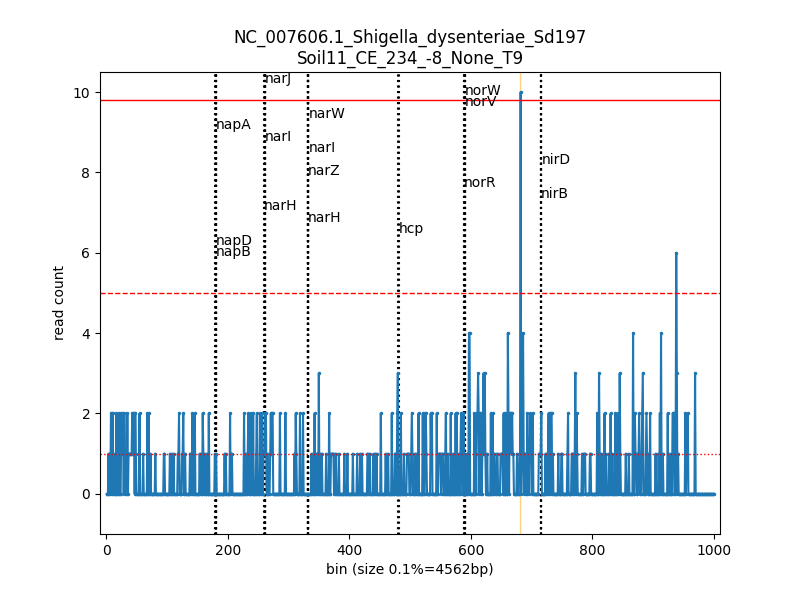 NC_007606.1_Shigella_dysenteriae_Sd197
Soil11_CE_234_-8_None_T9
narJ
norW
norV
narW
napA
narI
narI
nirD
narZ
norR
nirB
narH
narH
hcp
napD
napB
10
8
6
4
2
0
read count
0
200
400
600
800
1000
bin (size 0.1%=4562bp)